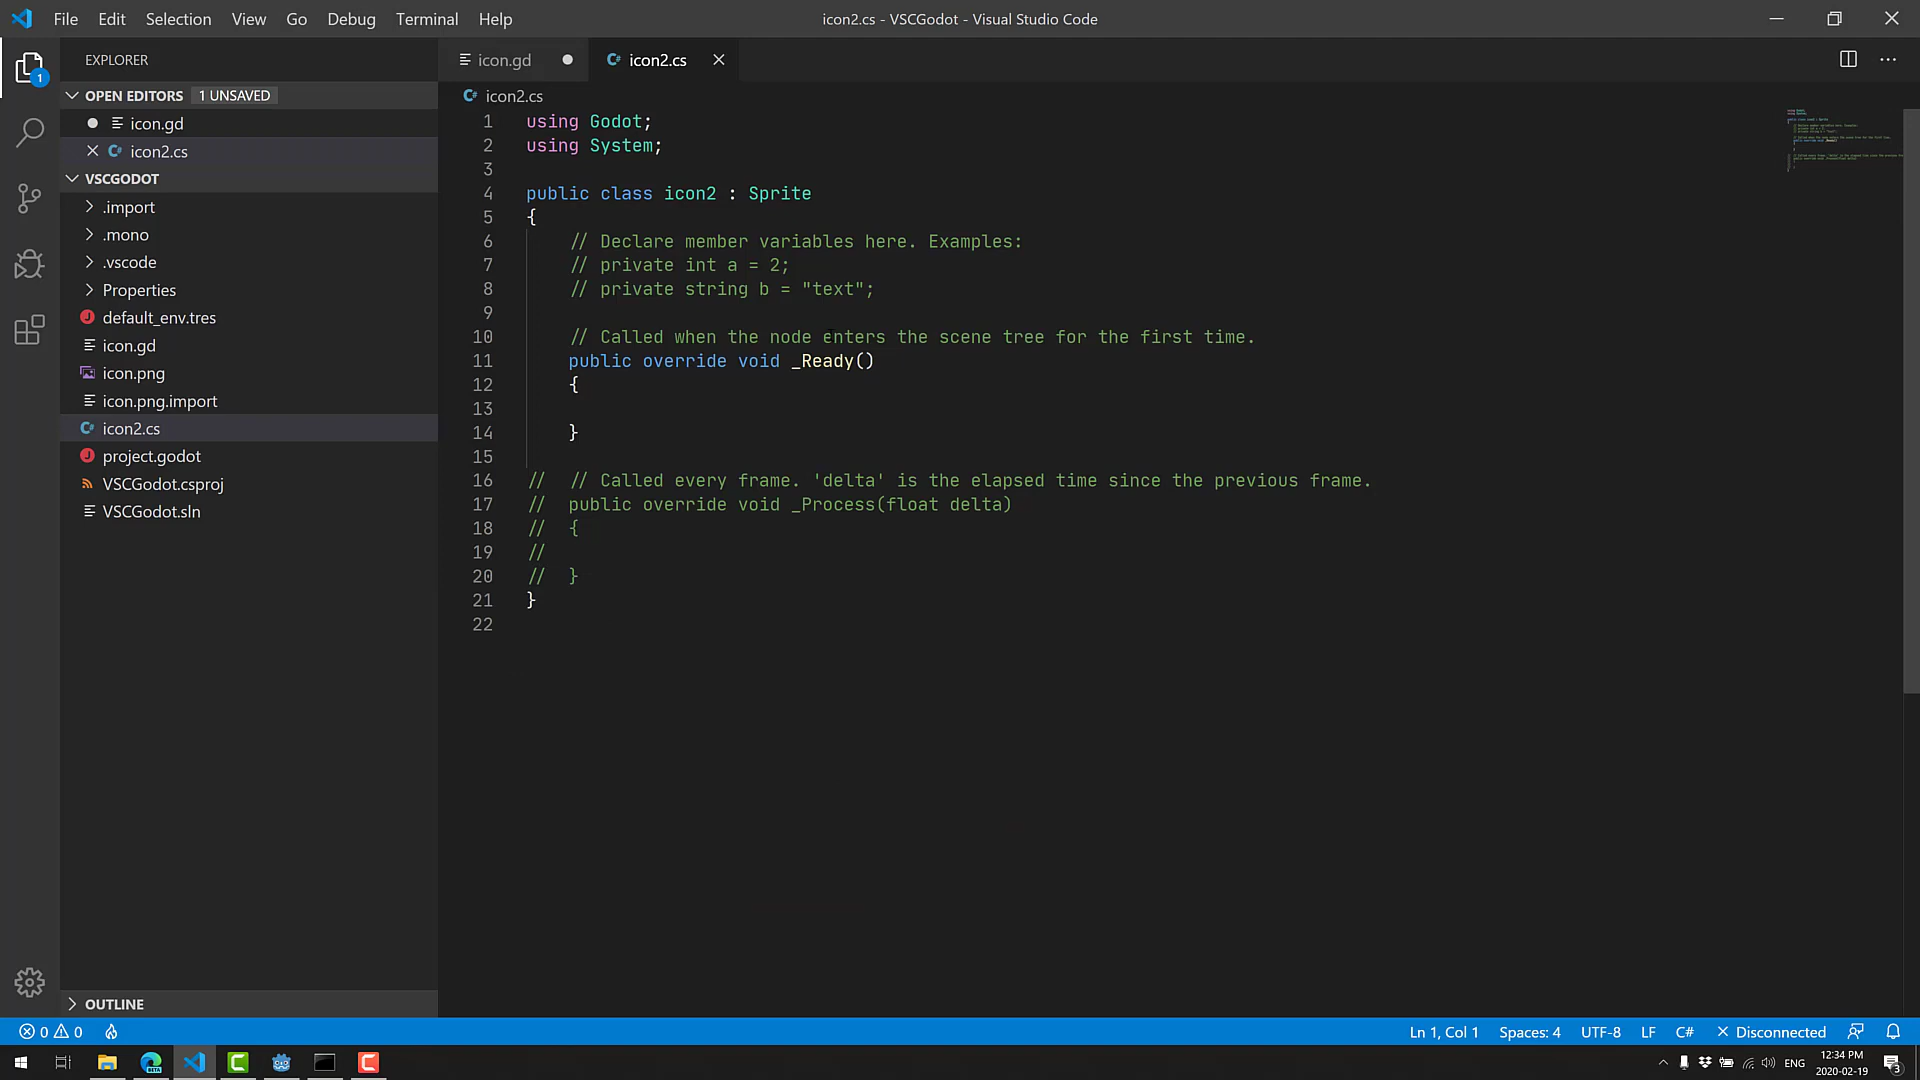 File Edit Selection View Go Debug Terminal Help
icon2.cs - VSCGodot - Visual Studio Code
1
EXPLORER
OPEN EDITORS 1 UNSAVED
icon.gd
icon2.cs
VSCGODOT
.import
.mono
.vscode
Properties
default_env.tres
icon.gd
icon.png
icon.png.import
icon2.cs
project.godot
VSCGodot.csproj
VSCGodot.sln
OUTLINE
icon.gd
icon2.cs
icon2.cs
1 using Godot;
2 using System;
3
4 public class icon2 : Sprite
5 {
6 // Declare member variables here. Examples:
7 // private int a = 2;
8 // private string b = "text";
9
10 // Called when the node enters the scene tree for the first time.
11 public override void _Ready()
12 {
13
14 }
15
16 // // Called every frame. 'delta' is the elapsed time since the previous frame.
17 // public override void _Process(float delta)
18 // {
19 //
20 // }
21 }
22
0 0
Ln 1, Col 1 Spaces: 4 UTF-8 LF C# Disconnected
BETA
ENG
12:34 PM
2020-02-19
3